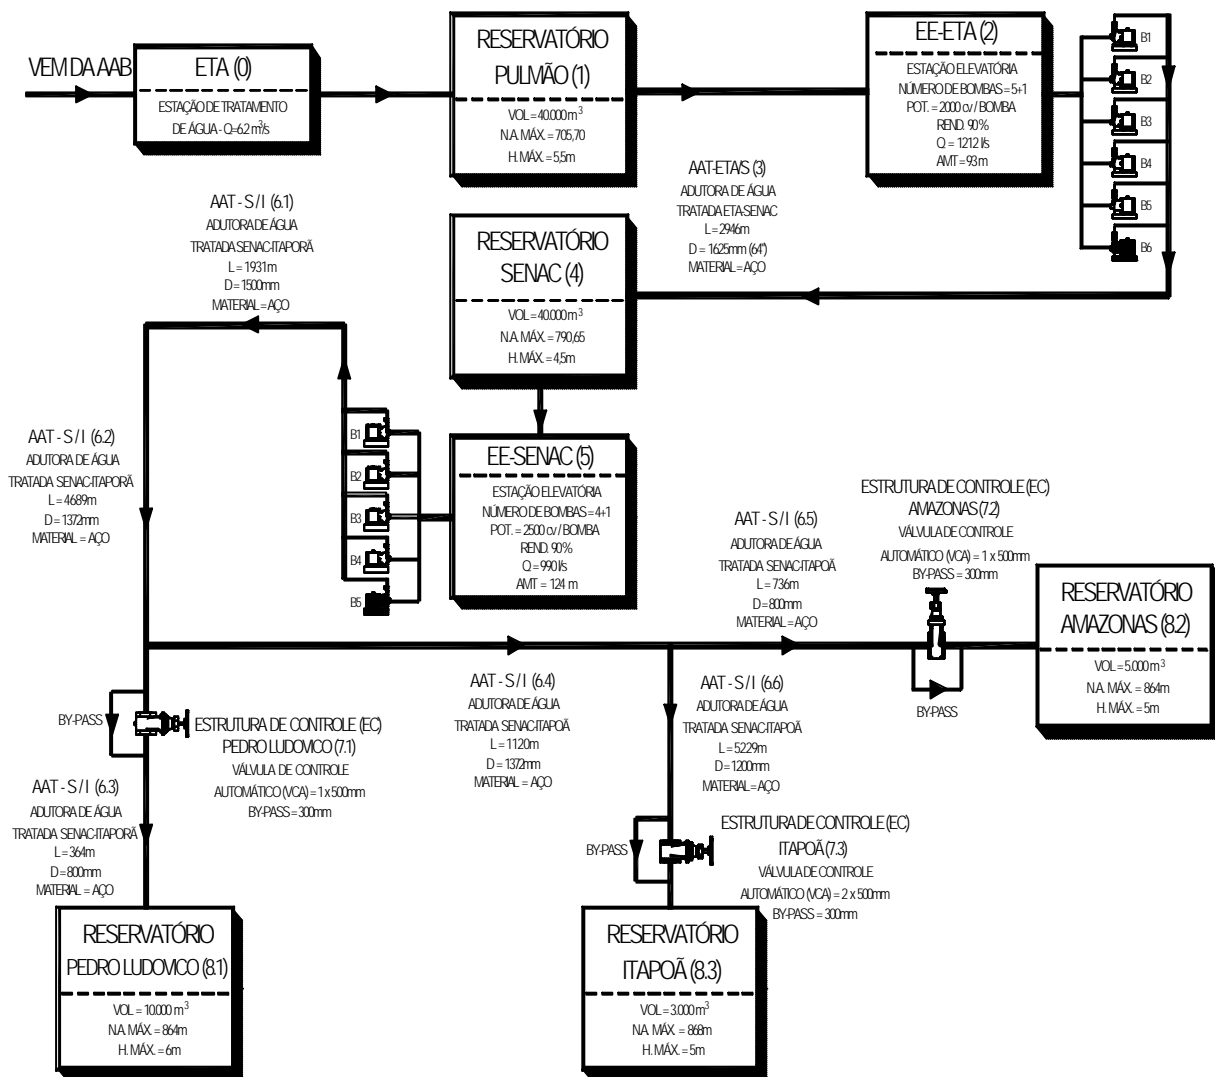 VEM DA AAB
ETA (0)
ESTAÇÃO DE TRATAMENTO
DE ÁGUA - Q=6.2 m³/s
RESERVATÓRIO
PULMÃO (1)
VOL = 40.000 m³
N.A. MÁX. = 705,70
H. MÁX. = 5,5m
EE-ETA (2)
ESTAÇÃO ELEVATÓRIA
NÚMERO DE BOMBAS = 5+1
POT. = 2000 cv / BOMBA
REND. 90%
Q = 1212 l/s
AMT = 93 m
B1
B2
B3
B4
B5
B6
AAT-ETA/S (3)
ADUTORA DE ÁGUA
TRATADA ETA-SENAC
L = 2946m
D = 1625mm (64")
MATERIAL = AÇO
RESERVATÓRIO
SENAC (4)
VOL = 40.000 m³
N.A. MÁX. = 790,65
H. MÁX. = 4,5m
AAT - S / I (6.1)
ADUTORA DE ÁGUA
TRATADA SENAC-ITAPORÃ
L = 1931m
D = 1500mm
MATERIAL = AÇO
B1
B2
B3
B4
B5
EE-SENAC (5)
ESTAÇÃO ELEVATÓRIA
NÚMERO DE BOMBAS = 4+1
POT. = 2500 cv / BOMBA
REND. 90%
Q = 990 l/s
AMT = 124 m
AAT - S / I (6.2)
ADUTORA DE ÁGUA
TRATADA SENAC-ITAPORÃ
L = 4689m
D = 1372mm
MATERIAL = AÇO
AAT - S / I (6.5)
ADUTORA DE ÁGUA
TRATADA SENAC-ITAPOÃ
L = 736m
D = 800mm
MATERIAL = AÇO
ESTRUTURA DE CONTROLE (EC)
AMAZONAS (7.2)
VÁLVULA DE CONTROLE
AUTOMÁTICO (VCA) = 1 x 500mm
BY-PASS = 300mm
BY-PASS
RESERVATÓRIO
AMAZONAS (8.2)
VOL = 5.000 m³
N.A. MÁX. = 864m
H. MÁX. = 5m
BY-PASS
ESTRUTURA DE CONTROLE (EC)
PEDRO LUDOVICO (7.1)
VÁLVULA DE CONTROLE
AUTOMÁTICO (VCA) = 1 x 500mm
BY-PASS = 300mm
AAT - S / I (6.4)
ADUTORA DE ÁGUA
TRATADA SENAC-ITAPOÃ
L = 1120m
D = 1372mm
MATERIAL = AÇO
AAT - S / I (6.6)
ADUTORA DE ÁGUA
TRATADA SENAC-ITAPOÃ
L = 5229m
D = 1200mm
MATERIAL = AÇO
AAT - S / I (6.3)
ADUTORA DE ÁGUA
TRATADA SENAC-ITAPORÃ
L = 364m
D = 800mm
MATERIAL = AÇO
BY-PASS
ESTRUTURA DE CONTROLE (EC)
ITAPOÃ (7.3)
VÁLVULA DE CONTROLE
AUTOMÁTICO (VCA) = 2 x 500mm
BY-PASS = 300mm
RESERVATÓRIO
PEDRO LUDOVICO (8.1)
VOL = 10.000 m³
N.A. MÁX. = 864m
H. MÁX. = 6m
RESERVATÓRIO
ITAPOÃ (8.3)
VOL = 3.000 m³
N.A. MÁX. = 868m
H. MÁX. = 5m